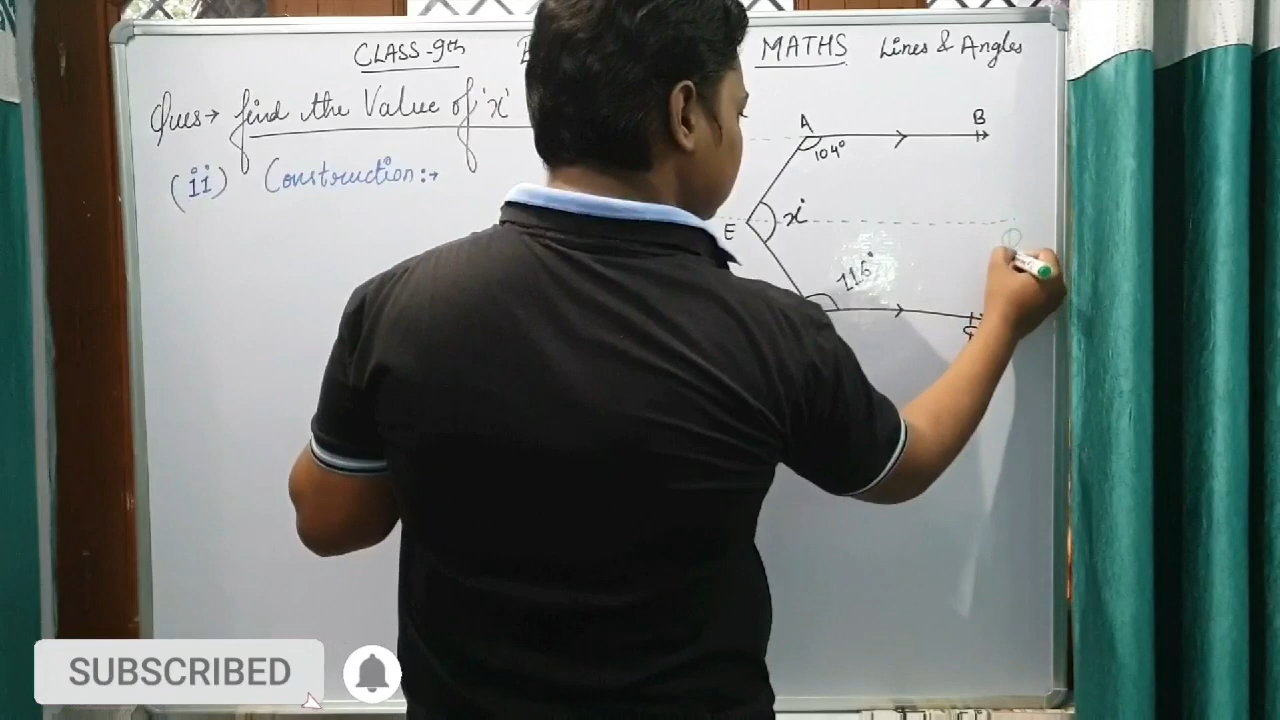 CLASS-9th MATHS Lines & Angles
Ques→ find the Value of 'x'
(ii) Construction:→
A B
104°
E x
116°
SUBSCRIBED